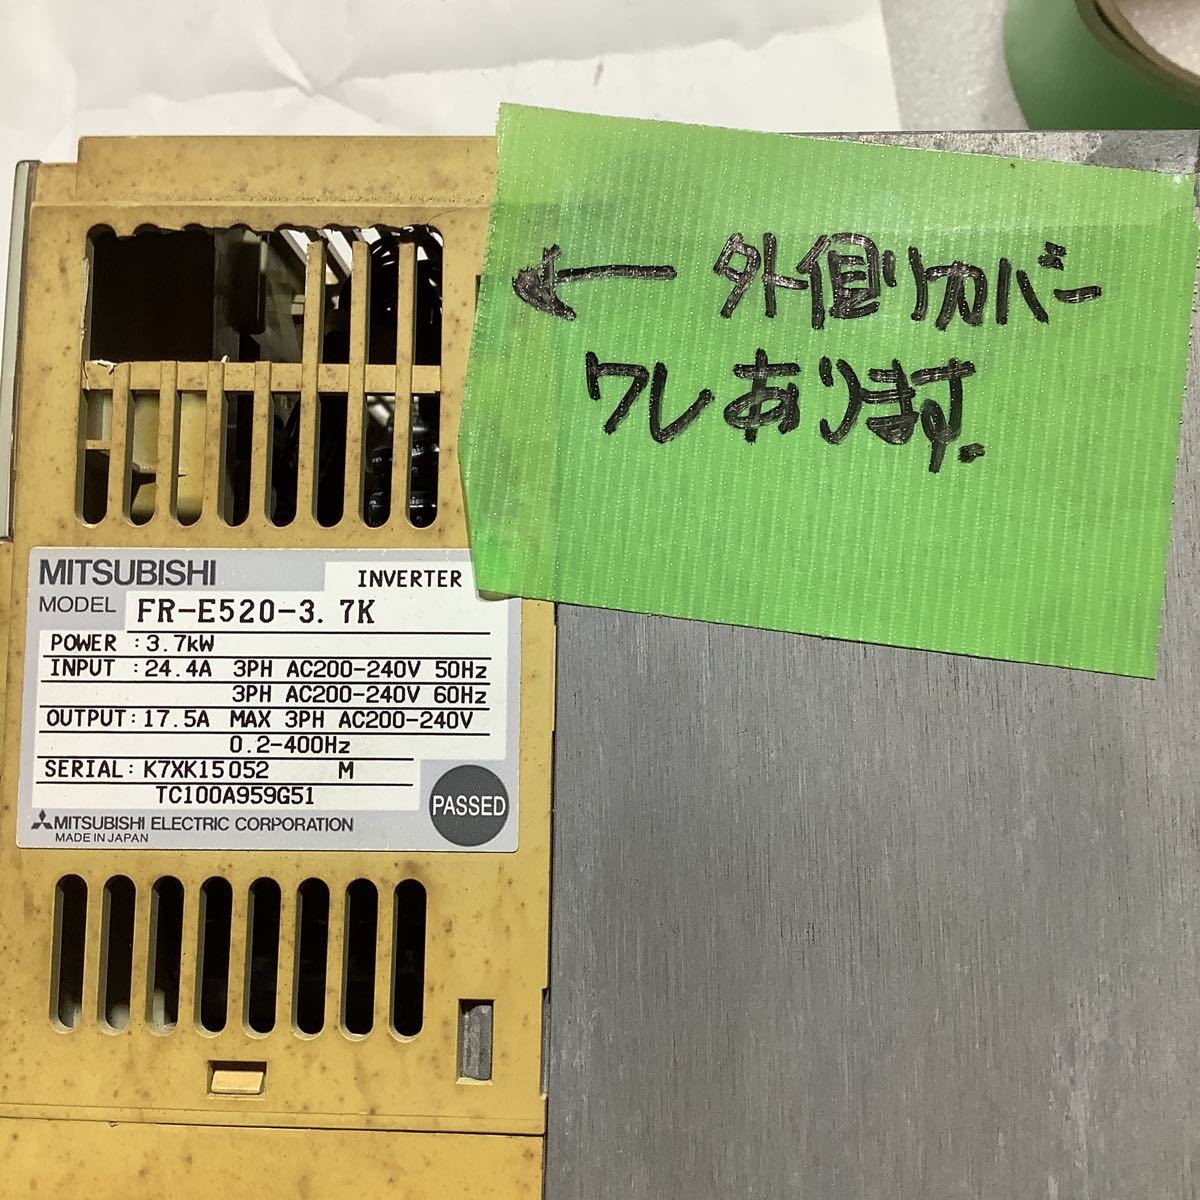 ← 外側カバー
ワレあります.
MITSUBISHI
INVERTER
MODEL FR-E520-3.7K
POWER :3.7kW
INPUT :24.4A 3PH AC200-240V 50Hz
3PH AC200-240V 60Hz
OUTPUT:17.5A MAX 3PH AC200-240V
0.2-400Hz
SERIAL:K7XK15052 M
TC100A959G51
PASSED
MITSUBISHI ELECTRIC CORPORATION
MADE IN JAPAN